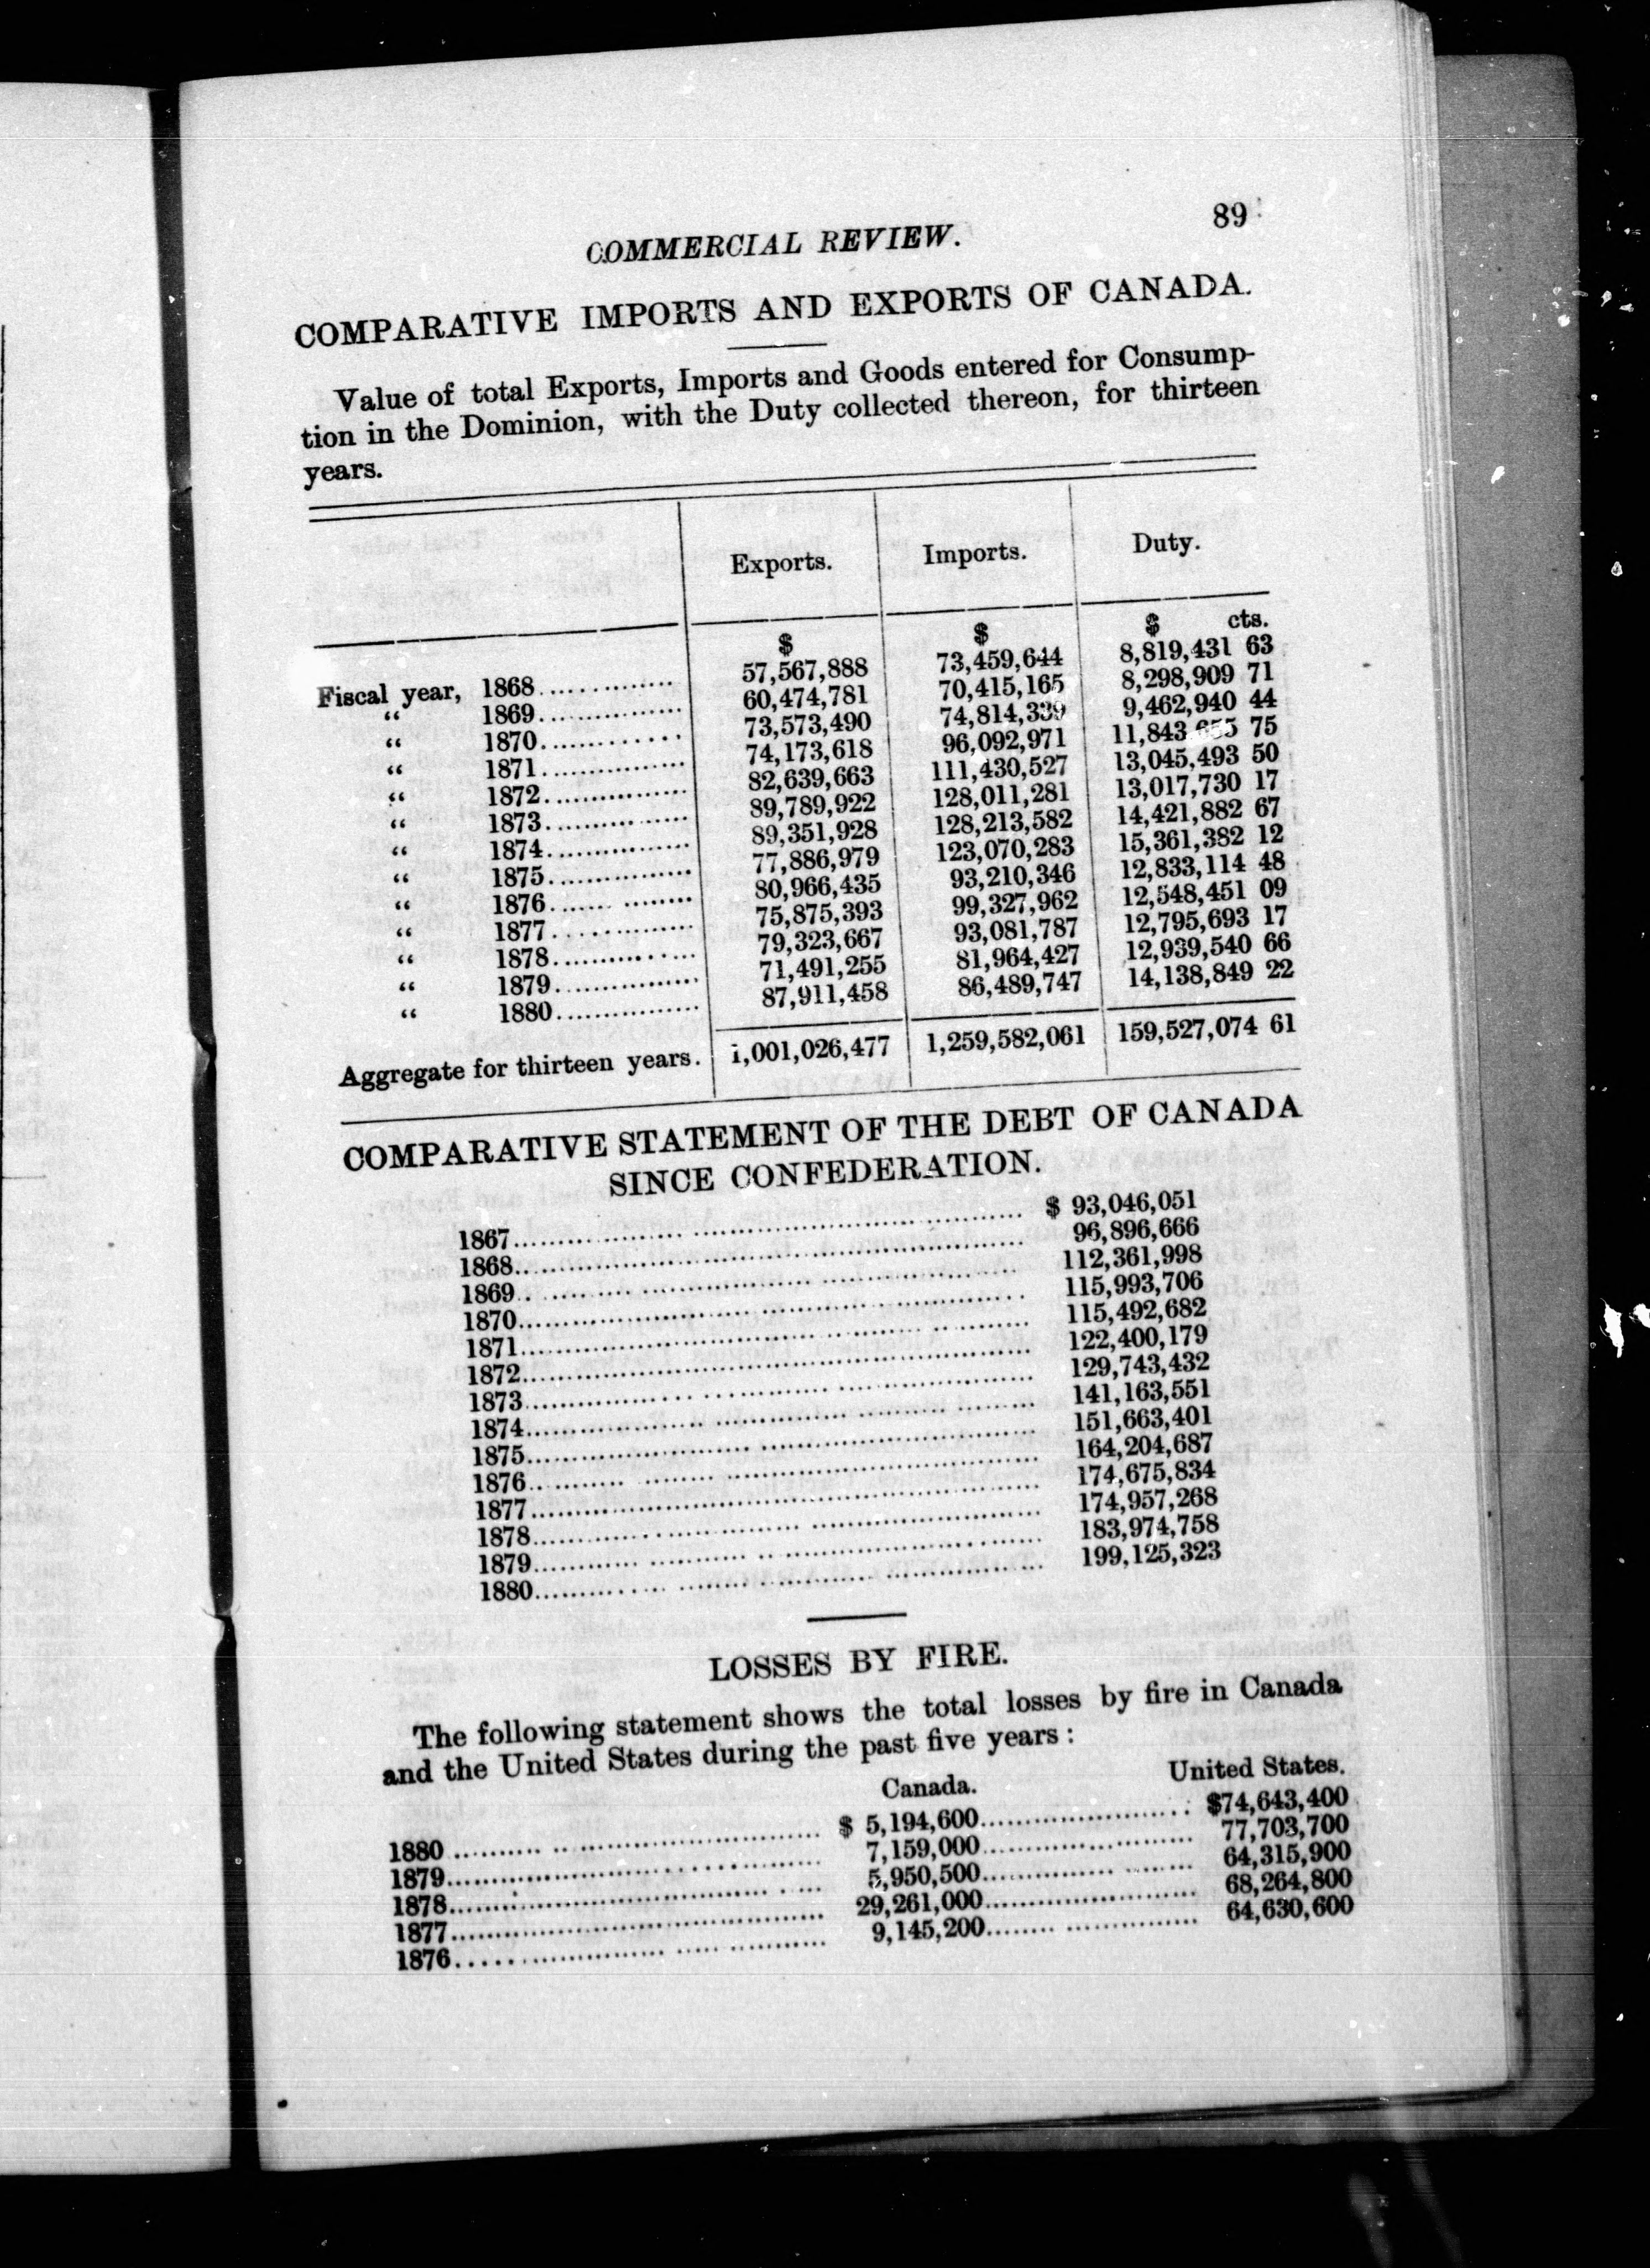 89
COMMERCIAL REVIEW.
COMPARATIVE IMPORTS AND EXPORTS OF CANADA.
Value of total Exports, Imports and Goods entered for Consump-
tion in the Dominion, with the Duty collected thereon, for thirteen
years.
Exports. Imports. Duty.
$ $ $ cts.
Fiscal year, 1868 57,567,888 73,459,644 8,819,431 63
“ 1869 60,474,781 70,415,165 8,298,909 71
“ 1870 73,573,490 74,814,339 9,462,940 44
“ 1871 74,173,618 96,092,971 11,843,655 75
“ 1872 82,639,663 111,430,527 13,045,493 50
“ 1873 89,789,922 128,011,281 13,017,730 17
“ 1874 89,351,928 128,213,582 14,421,882 67
“ 1875 77,886,979 123,070,283 15,361,382 12
“ 1876 80,966,435 93,210,346 12,833,114 48
“ 1877 75,875,393 99,327,962 12,548,451 09
“ 1878 79,323,667 93,081,787 12,795,693 17
“ 1879 71,491,255 81,964,427 12,939,540 66
“ 1880 87,911,458 86,489,747 14,138,849 22
Aggregate for thirteen years. 1,001,026,477 1,259,582,061 159,527,074 61
COMPARATIVE STATEMENT OF THE DEBT OF CANADA
SINCE CONFEDERATION.
1867 $ 93,046,051
1868 96,896,666
1869 112,361,998
1870 115,993,706
1871 115,492,682
1872 122,400,179
1873 129,743,432
1874 141,163,551
1875 151,663,401
1876 164,204,687
1877 174,675,834
1878 174,957,268
1879 183,974,758
1880 199,125,323
LOSSES BY FIRE.
The following statement shows the total losses by fire in Canada
and the United States during the past five years :
Canada. United States.
1880 $ 5,194,600 $74,643,400
1879 7,159,000 77,703,700
1878 5,950,500 64,315,900
1877 29,261,000 68,264,800
1876 9,145,200 64,630,600